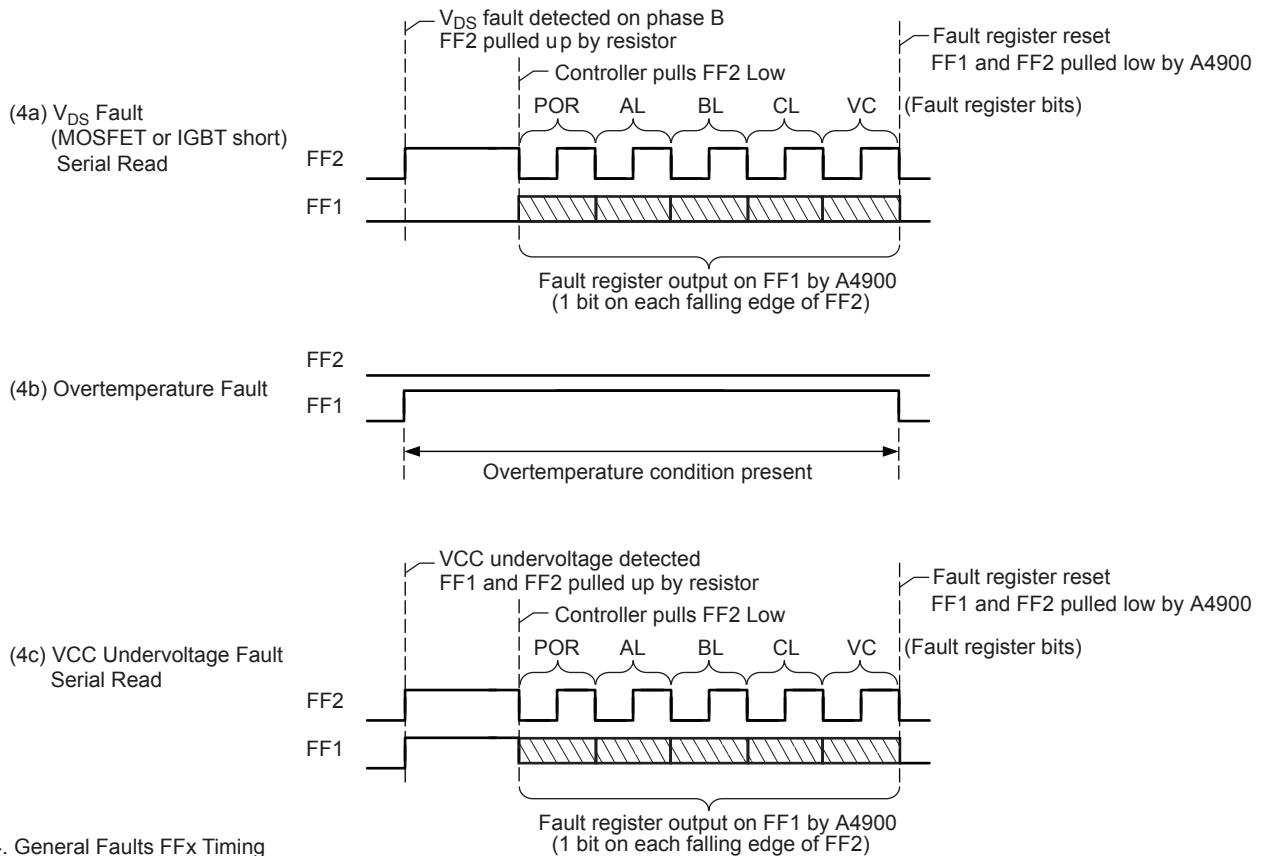 V_DS fault detected on phase B
FF2 pulled up by resistor
Controller pulls FF2 Low
Fault register reset
FF1 and FF2 pulled low by A4900
(4a) V_DS Fault
(MOSFET or IGBT short)
Serial Read
POR AL BL CL VC (Fault register bits)
FF2
FF1
Fault register output on FF1 by A4900
(1 bit on each falling edge of FF2)
(4b) Overtemperature Fault
FF2
FF1
Overtemperature condition present
VCC undervoltage detected
FF1 and FF2 pulled up by resistor
Controller pulls FF2 Low
Fault register reset
FF1 and FF2 pulled low by A4900
(4c) VCC Undervoltage Fault
Serial Read
POR AL BL CL VC (Fault register bits)
FF2
FF1
Fault register output on FF1 by A4900
(1 bit on each falling edge of FF2)
. General Faults FFx Timing